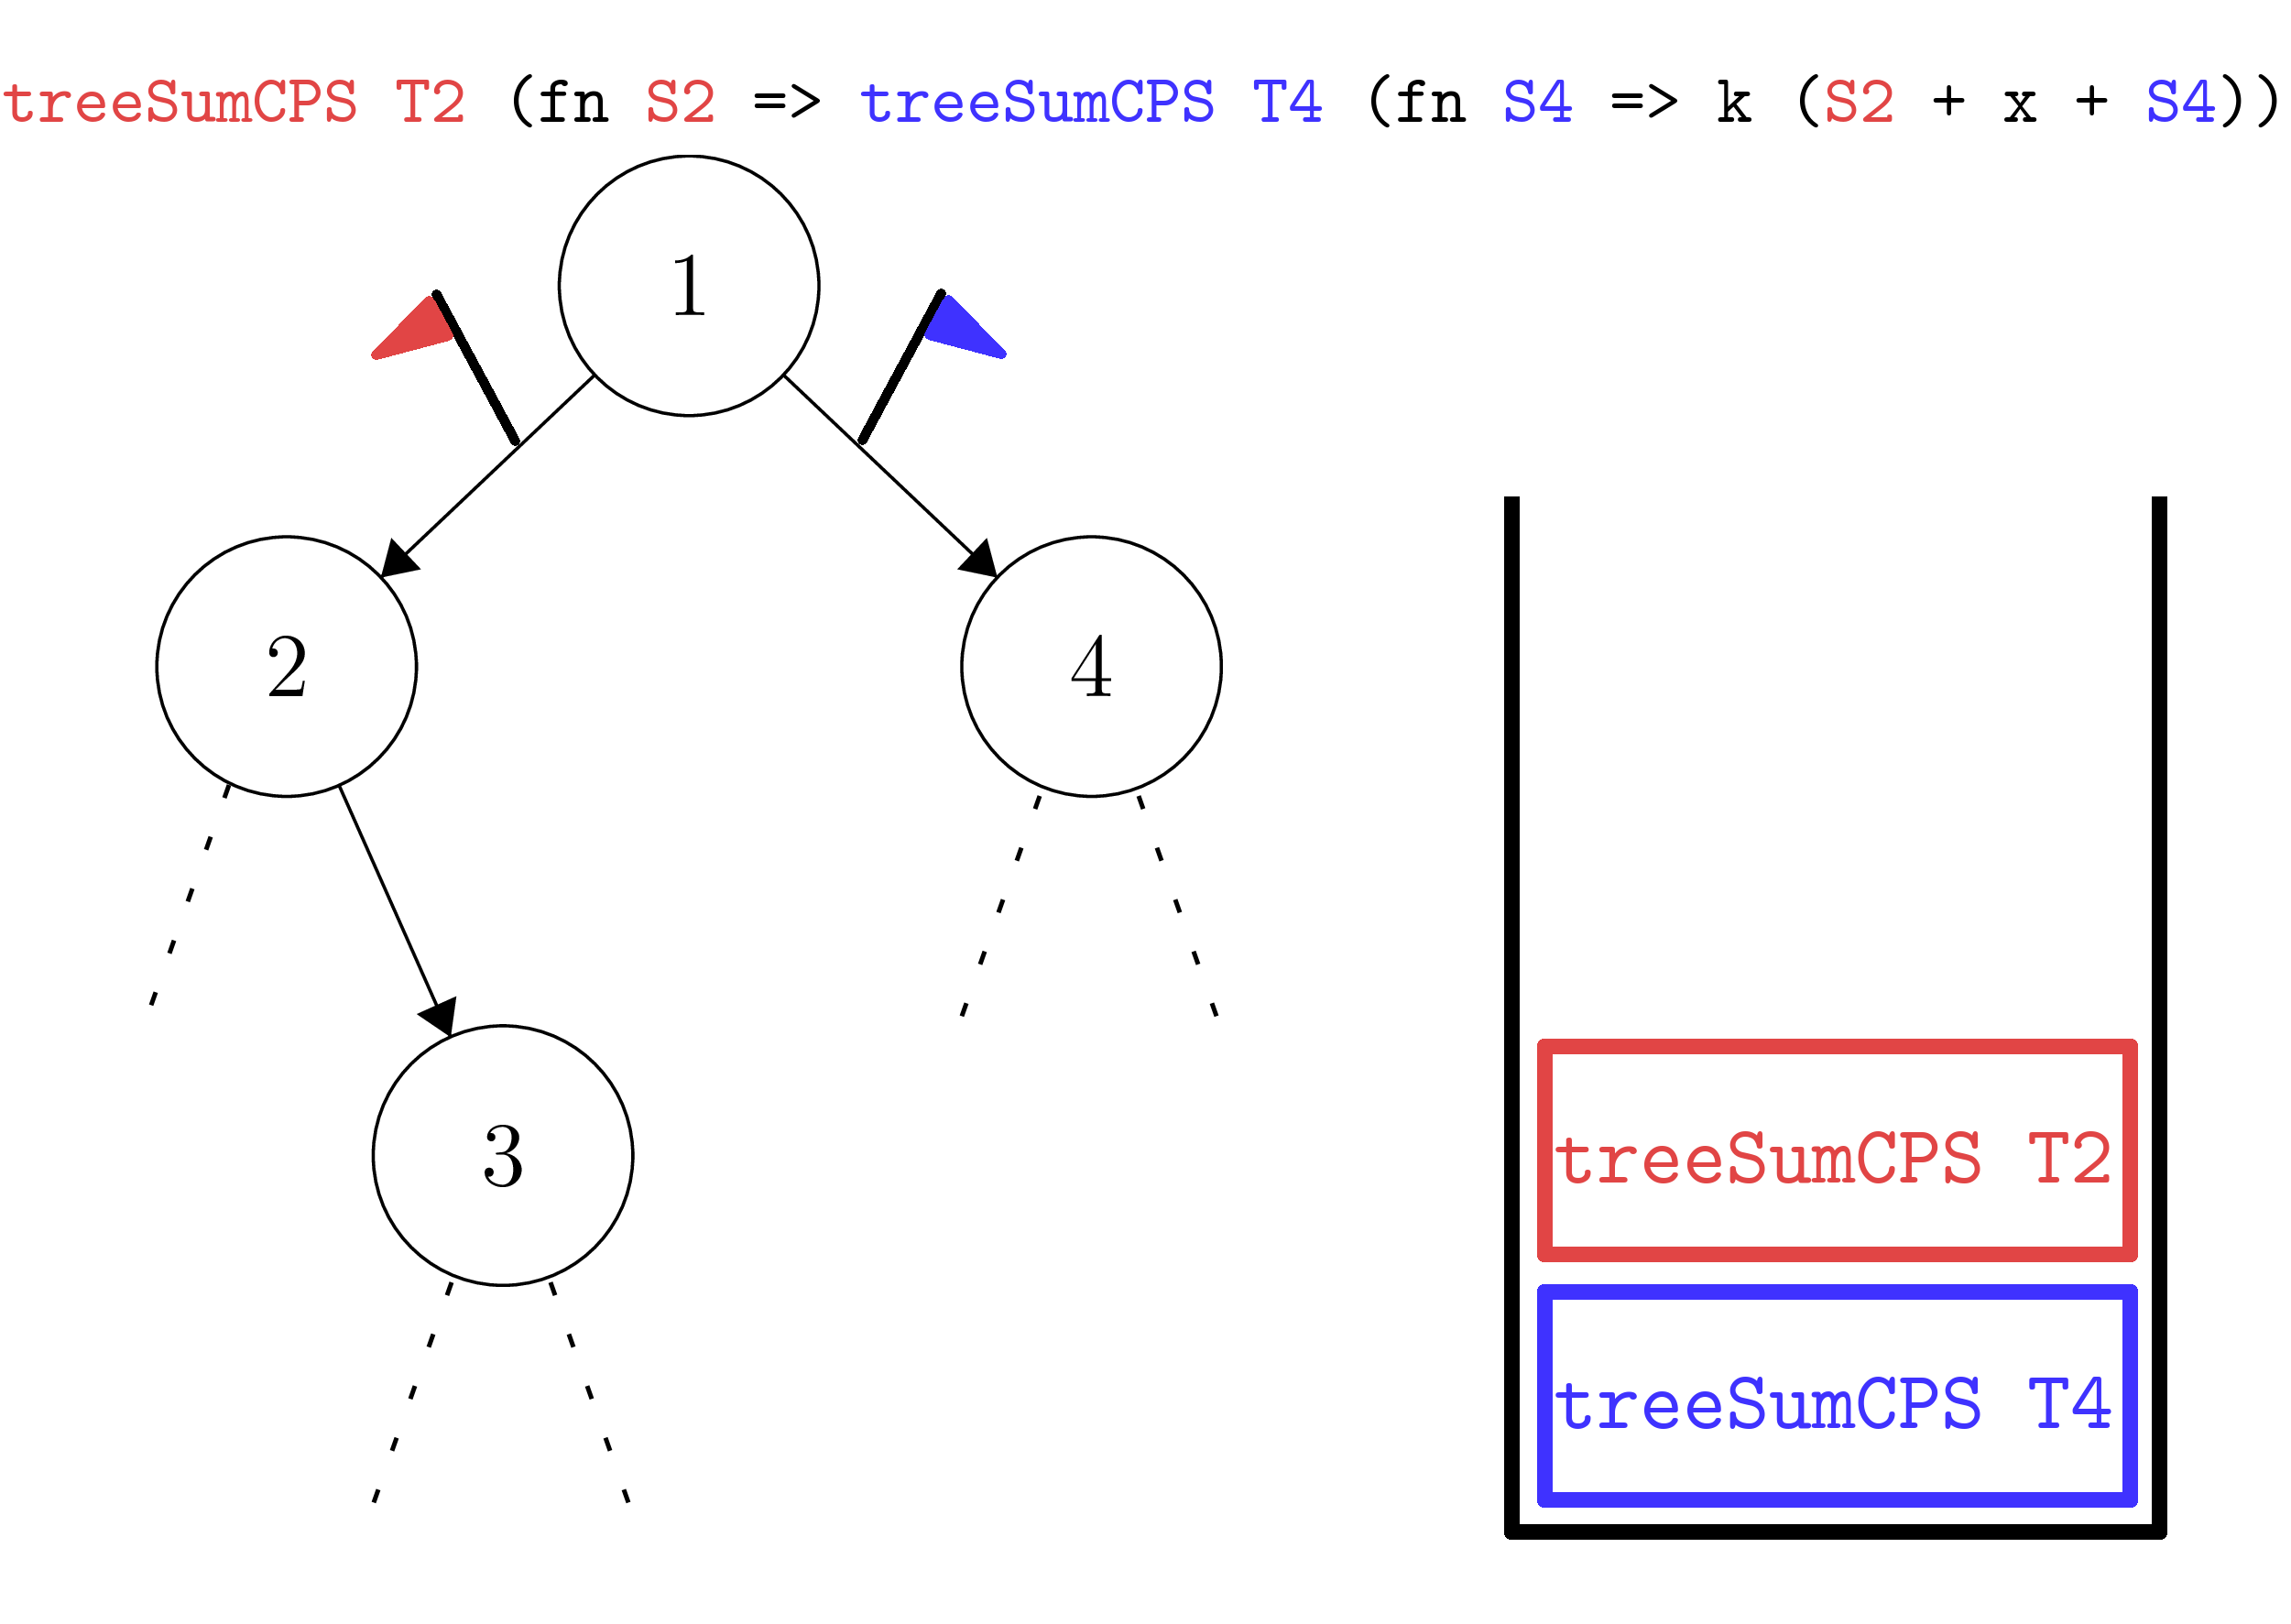 treeSumCPS T2 (fn S2 => treeSumCPS T4 (fn S4 => k (S2 + x + S4))
1
2
4
3
treeSumCPS T2
treeSumCPS T4